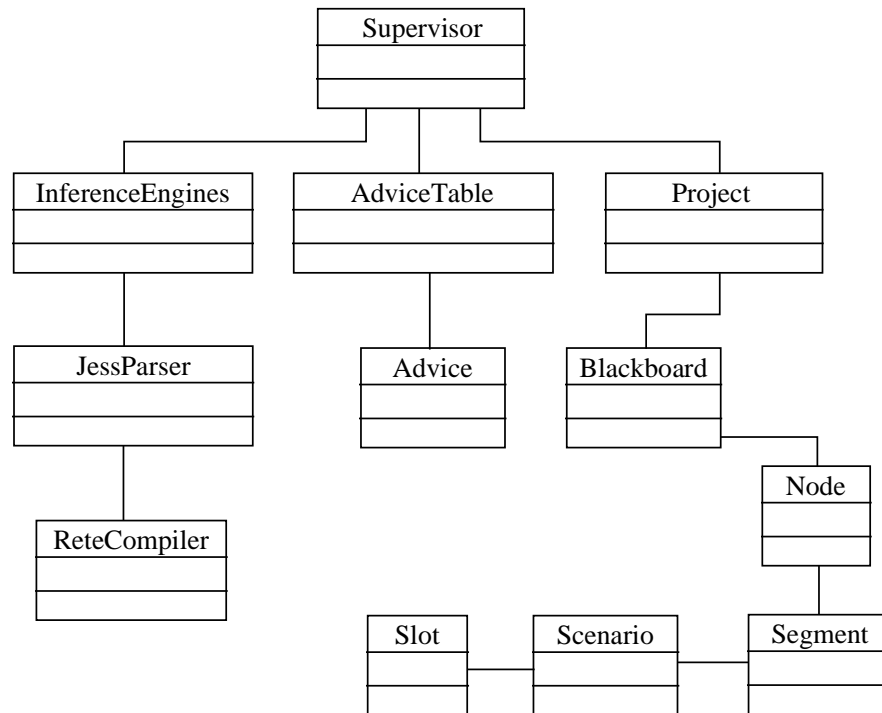 Supervisor
InferenceEngines
AdviceTable
Project
JessParser
Advice
Blackboard
Node
ReteCompiler
Slot
Scenario
Segment